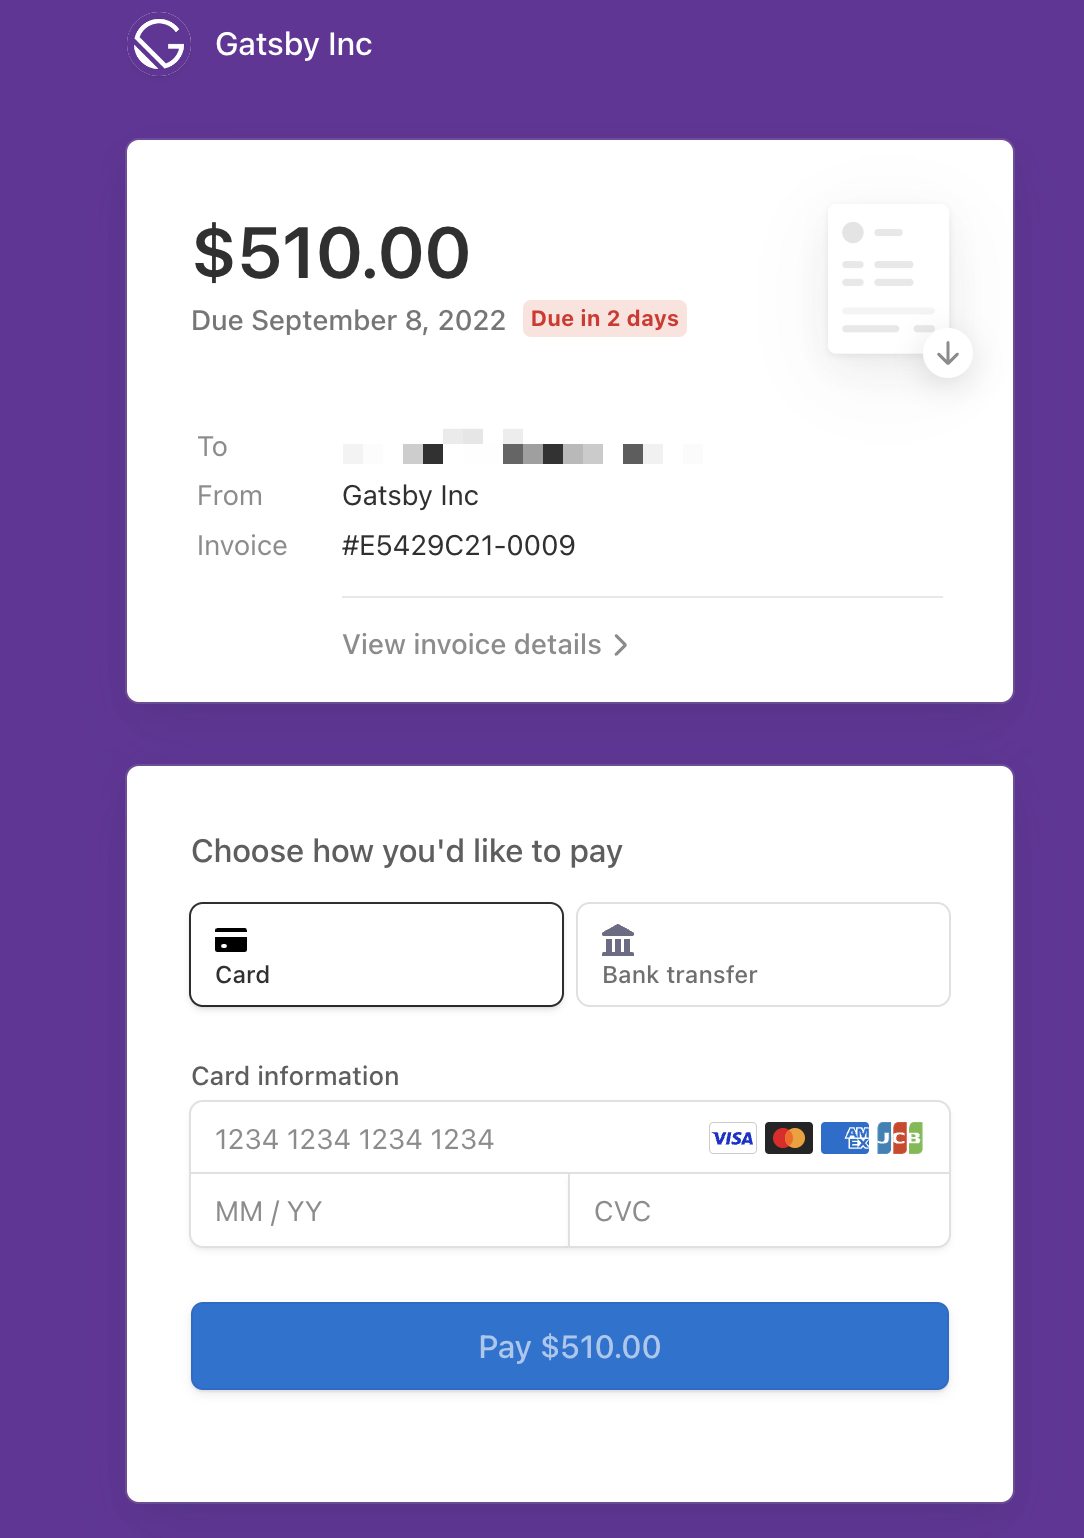 Gatsby Inc
$510.00
Due September 8, 2022 Due in 2 days
To
From Gatsby Inc
Invoice #E5429C21-0009
View invoice details
Choose how you'd like to pay
Card
Bank transfer
Card information
1234 1234 1234 1234 VISA AM EX JCB
MM / YY CVC
Pay $510.00